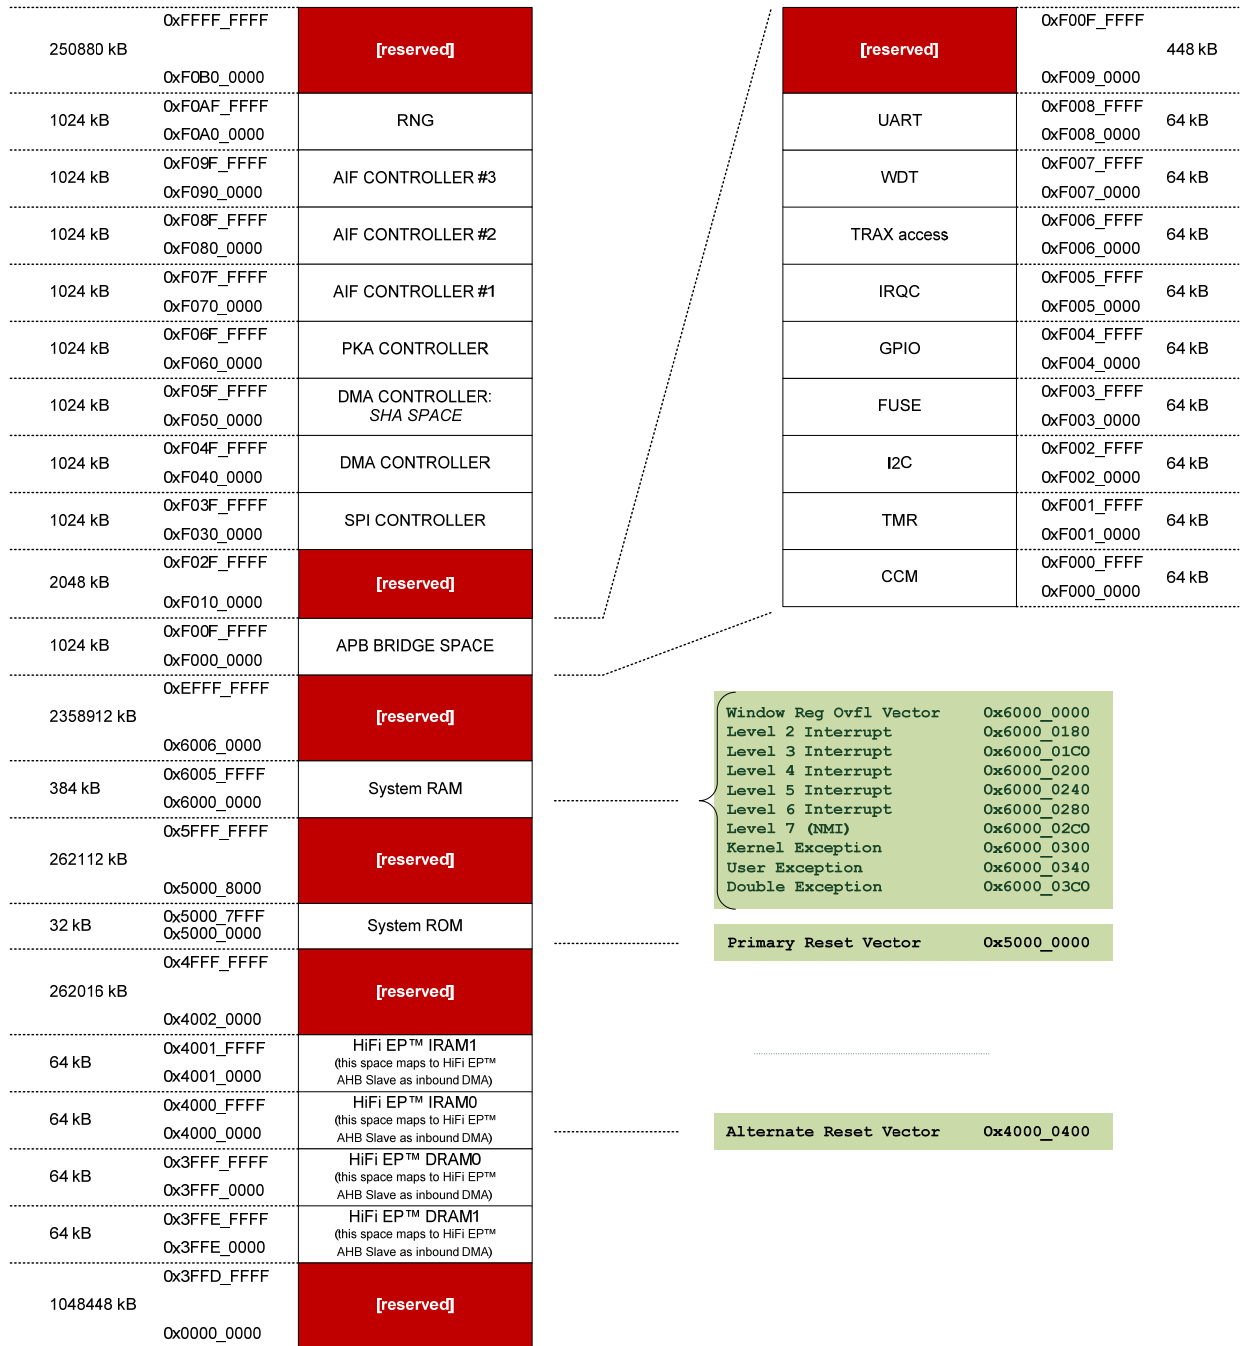 0xFFFF_FFFF
250880 kB
[reserved]
0xF0B0_0000
0xF0AF_FFFF
1024 kB
RNG
0xF0A0_0000
0xF09F_FFFF
1024 kB
AIF CONTROLLER #3
0xF090_0000
0xF08F_FFFF
1024 kB
AIF CONTROLLER #2
0xF080_0000
0xF07F_FFFF
1024 kB
AIF CONTROLLER #1
0xF070_0000
0xF06F_FFFF
1024 kB
PKA CONTROLLER
0xF060_0000
0xF05F_FFFF
1024 kB
DMA CONTROLLER:
SHA SPACE
0xF050_0000
0xF04F_FFFF
1024 kB
DMA CONTROLLER
0xF040_0000
0xF03F_FFFF
1024 kB
SPI CONTROLLER
0xF030_0000
0xF02F_FFFF
2048 kB
[reserved]
0xF010_0000
0xF00F_FFFF
1024 kB
APB BRIDGE SPACE
0xF000_0000
0xEFFF_FFFF
2358912 kB
[reserved]
0x6006_0000
0x6005_FFFF
384 kB
System RAM
0x6000_0000
0x5FFF_FFFF
262112 kB
[reserved]
0x5000_8000
0x5000_7FFF
32 kB
System ROM
0x5000_0000
0x4FFF_FFFF
262016 kB
[reserved]
0x4002_0000
0x4001_FFFF
64 kB
HiFi EP™ IRAM1
(this space maps to HiFi EP™
AHB Slave as inbound DMA)
0x4001_0000
0x4000_FFFF
64 kB
HiFi EP™ IRAM0
(this space maps to HiFi EP™
AHB Slave as inbound DMA)
0x4000_0000
0x3FFF_FFFF
64 kB
HiFi EP™ DRAM0
(this space maps to HiFi EP™
AHB Slave as inbound DMA)
0x3FFF_0000
0x3FFE_FFFF
64 kB
HiFi EP™ DRAM1
(this space maps to HiFi EP™
AHB Slave as inbound DMA)
0x3FFE_0000
0x3FFD_FFFF
1048448 kB
[reserved]
0x0000_0000
0xF00F_FFFF
[reserved]
448 kB
0xF009_0000
0xF008_FFFF
UART
64 kB
0xF008_0000
0xF007_FFFF
WDT
64 kB
0xF007_0000
0xF006_FFFF
TRAX access
64 kB
0xF006_0000
0xF005_FFFF
IRQC
64 kB
0xF005_0000
0xF004_FFFF
GPIO
64 kB
0xF004_0000
0xF003_FFFF
FUSE
64 kB
0xF003_0000
0xF002_FFFF
I2C
64 kB
0xF002_0000
0xF001_FFFF
TMR
64 kB
0xF001_0000
0xF000_FFFF
CCM
64 kB
0xF000_0000
Window Reg Ovfl Vector 0x6000_0000
Level 2 Interrupt 0x6000_0180
Level 3 Interrupt 0x6000_01C0
Level 4 Interrupt 0x6000_0200
Level 5 Interrupt 0x6000_0240
Level 6 Interrupt 0x6000_0280
Level 7 (NMI) 0x6000_02C0
Kernel Exception 0x6000_0300
User Exception 0x6000_0340
Double Exception 0x6000_03C0
Primary Reset Vector 0x5000_0000
Alternate Reset Vector 0x4000_0400